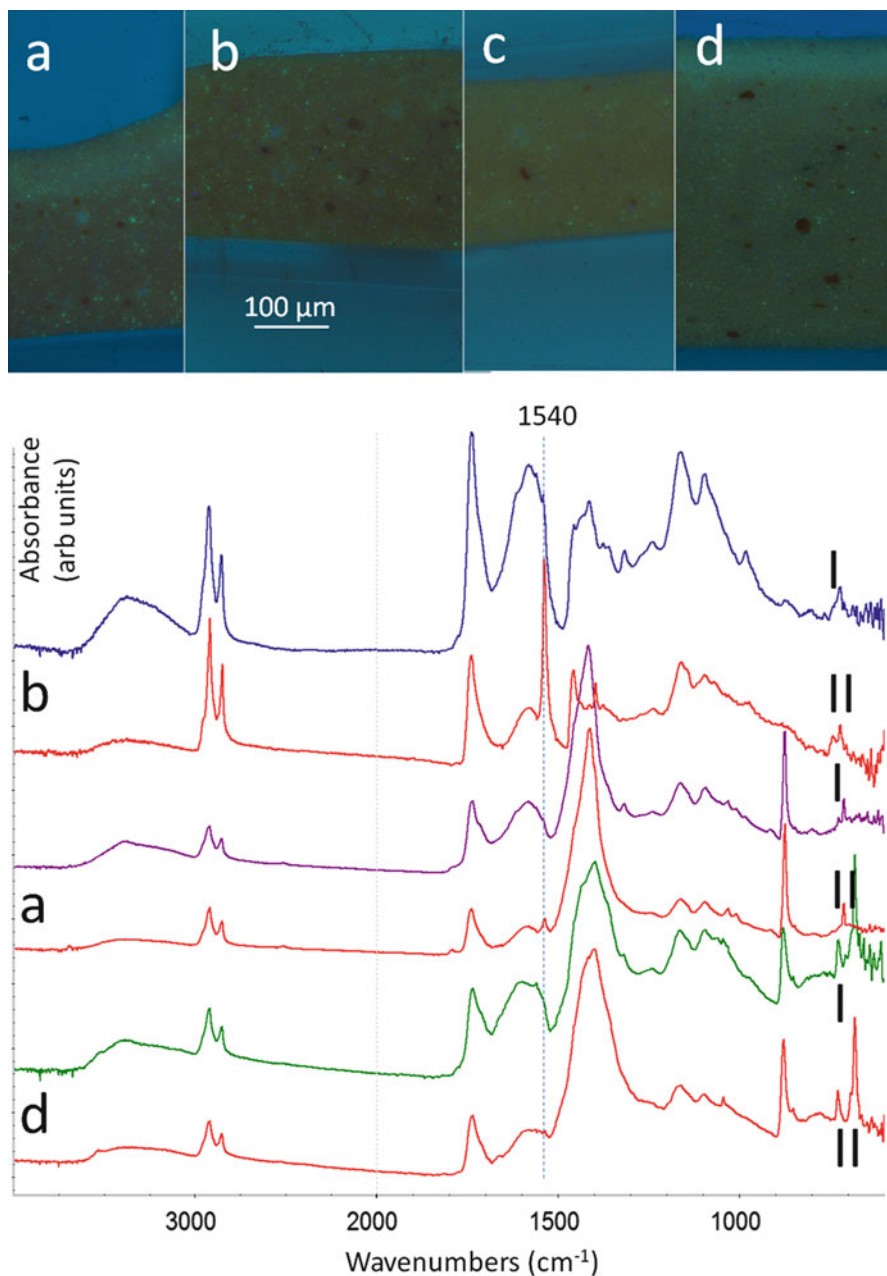 a b c d
100 µm
1540
Absorbance
(arb units)
I
b
II
I
a
II
I
d
II
3000 2000 1500 1000
Wavenumbers (cm⁻¹)